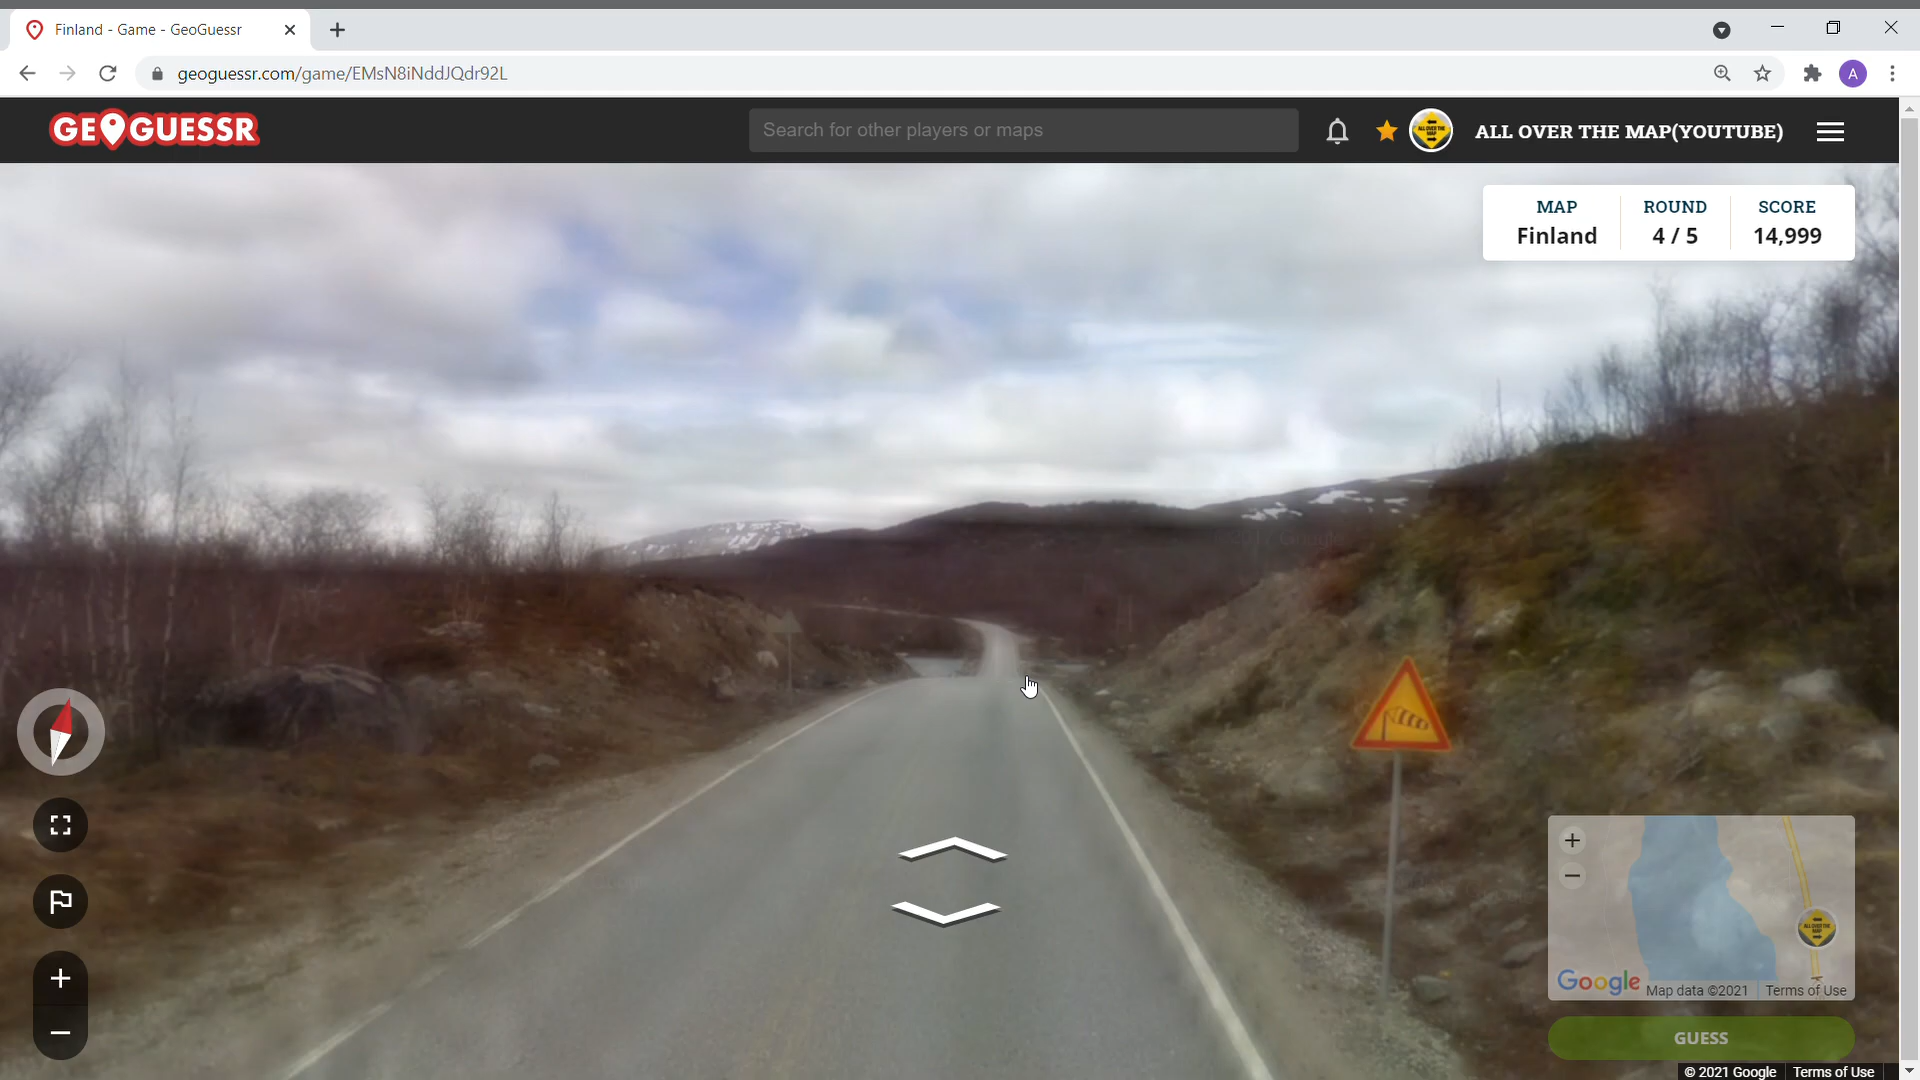 Finland - Game - GeoGuessr
geoguessr.com/game/EMsN8iNddJQdr92L
A
GEOGUESSR
Search for other players or maps
ALL OVER THE MAP(YOUTUBE)
MAP
Finland
ROUND
4 / 5
SCORE
14,999
Google
Map data ©2021
Terms of Use
GUESS
© 2021 Google
Terms of Use